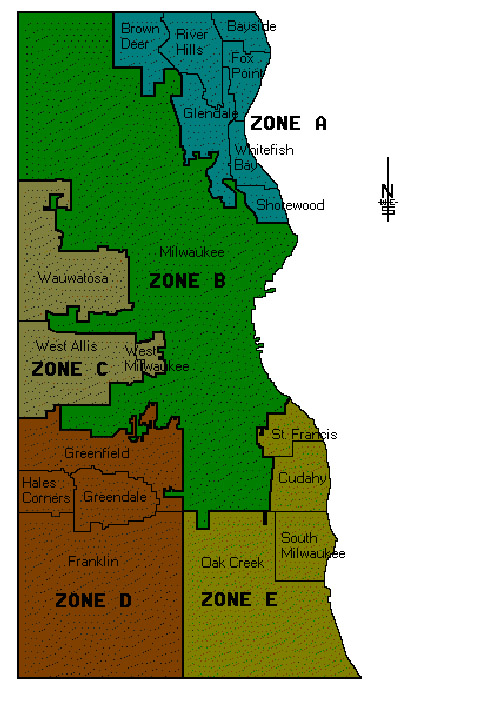 Bayside
Brown
Deer
River
Hills
Fox
Point
Glendale
ZONE A
Whitefish
Bay
N
Shorewood
Milwaukee
Wauwatosa
ZONE B
West Allis
West
Milwaukee
ZONE C
St. Francis
Greenfield
Cudahy
Hales
Corners
Greendale
South
Milwaukee
Franklin
Oak Creek
ZONE D
ZONE E